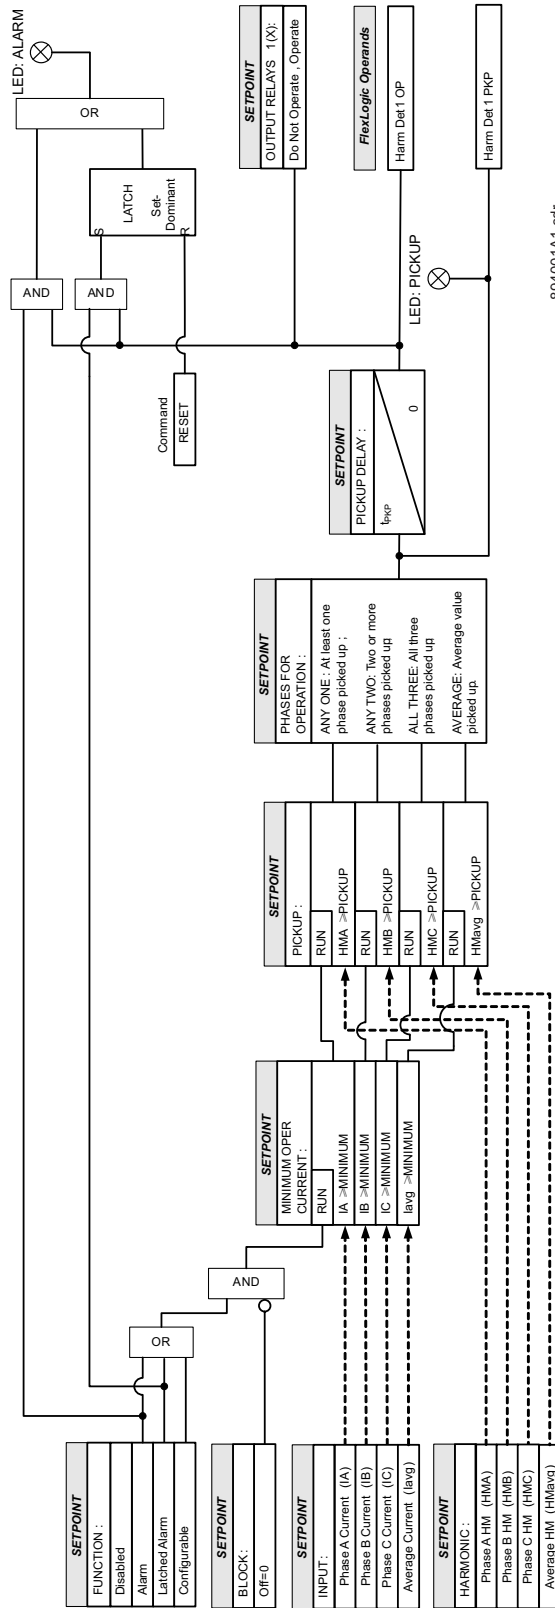 SETPOINT
FUNCTION :
Disabled
Alarm
Latched Alarm
Configurable
SETPOINT
BLOCK :
Off=0
SETPOINT
INPUT :
Phase A Current (IA)
Phase B Current (IB)
Phase C Current (IC)
Average Current (Iavg)
SETPOINT
HARMONIC :
Phase A HM (HMA)
Phase B HM (HMB)
Phase C HM (HMC)
Average HM (HMavg)
OR
AND
SETPOINT
MINIMUM OPER
CURRENT :
RUN
IA >MINIMUM
IB >MINIMUM
IC >MINIMUM
Iavg >MINIMUM
SETPOINT
PICKUP :
RUN
HMA >PICKUP
RUN
HMB >PICKUP
RUN
HMC >PICKUP
RUN
HMavg >PICKUP
SETPOINT
PHASES FOR
OPERATION :
ANY ONE : At least one
phase picked up ;
ANY TWO: Two or more
phases picked up
ALL THREE: All three
phases picked up
AVERAGE: Average value
picked up.
SETPOINT
PICKUP DELAY :
tPKP
0
Command
RESET
AND
AND
S
LATCH
Set-
Dominant
R
OR
LED: ALARM
LED: PICKUP
SETPOINT
OUTPUT RELAYS 1(X):
Do Not Operate , Operate
FlexLogic Operands
Harm Det 1 OP
Harm Det 1 PKP